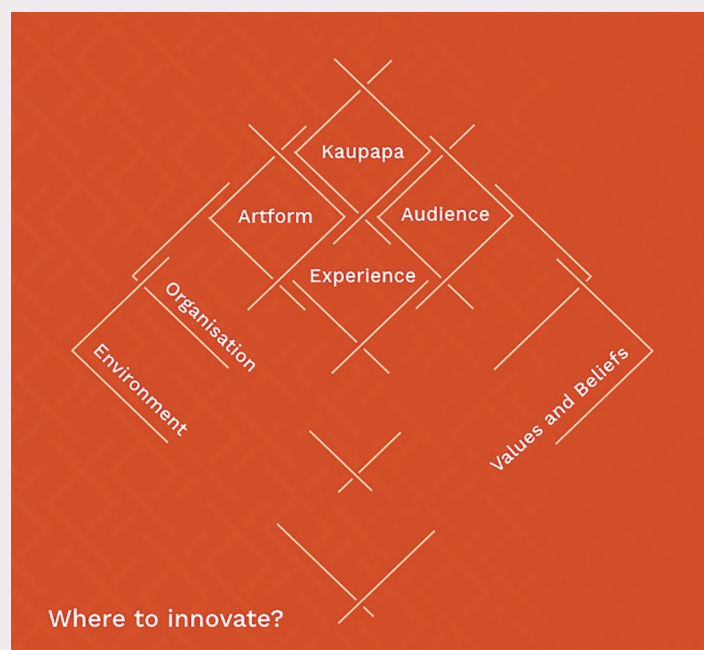 Kaupapa
Artform
Audience
Experience
Organisation
Environment
Values and Beliefs
Where to innovate?